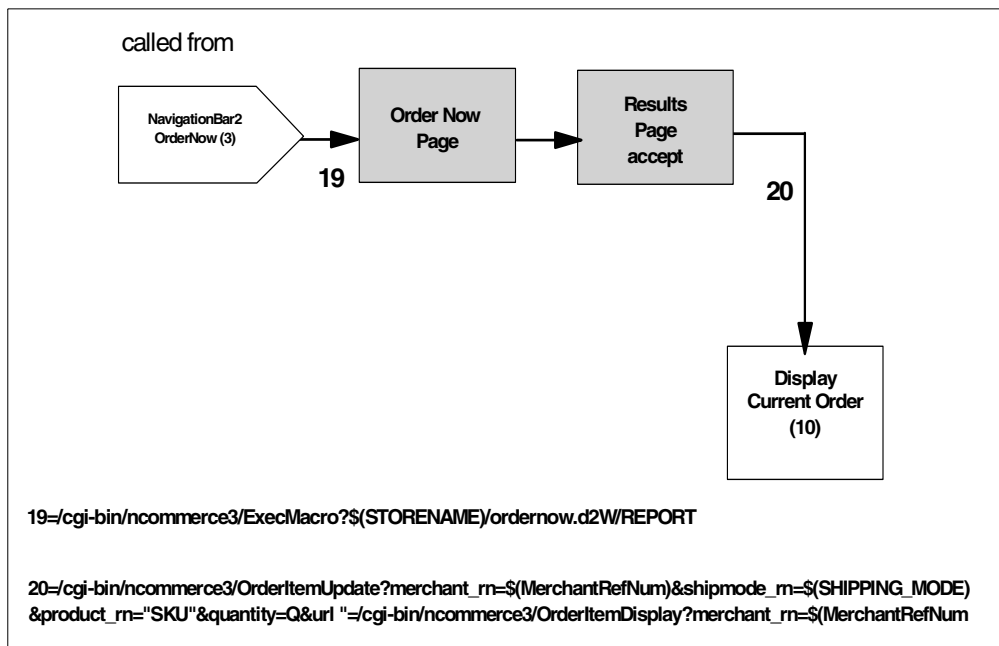 called from
NavigationBar2
OrderNow (3)
19
Order Now
Page
Results
Page
accept
20
Display
Current Order
(10)
19=/cgi-bin/ncommerce3/ExecMacro?$(STORENAME)/ordernow.d2W/REPORT
20=/cgi-bin/ncommerce3/OrderItemUpdate?merchant_rn=$(MerchantRefNum)&shipmode_rn=$(SHIPPING_MODE)
&product_rn="SKU"&quantity=Q&url "=/cgi-bin/ncommerce3/OrderItemDisplay?merchant_rn=$(MerchantRefNum